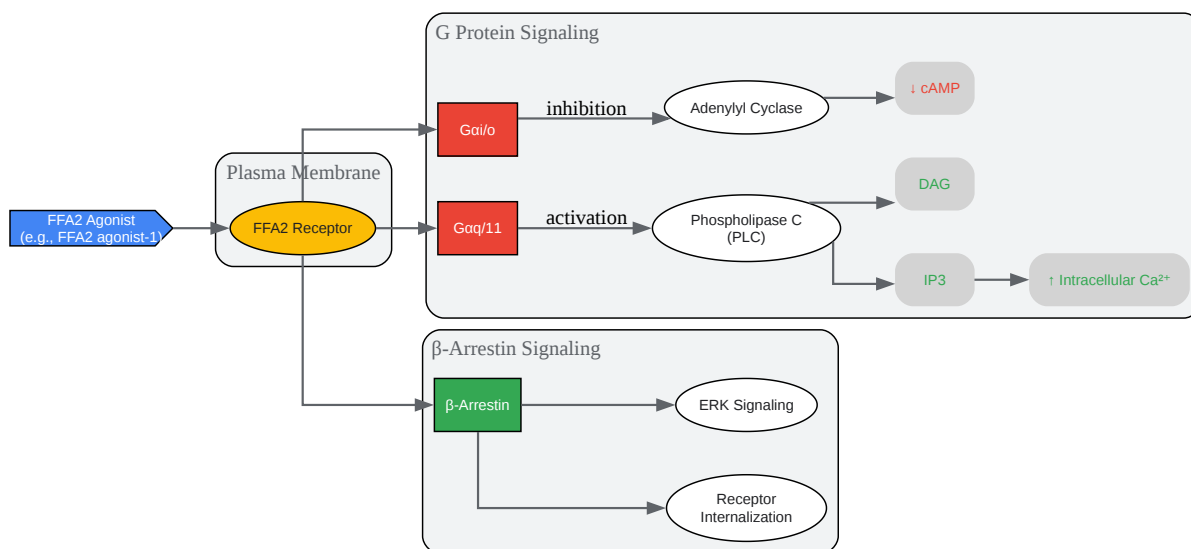 G Protein Signaling
inhibition
Gαi/o
Adenylyl Cyclase
↓ cAMP
Plasma Membrane
FFA2 Agonist
(e.g., FFA2 agonist-1)
FFA2 Receptor
Gαq/11
activation
Phospholipase C
(PLC)
DAG
IP3
↑ Intracellular Ca²⁺
β-Arrestin Signaling
β-Arrestin
ERK Signaling
Receptor
Internalization